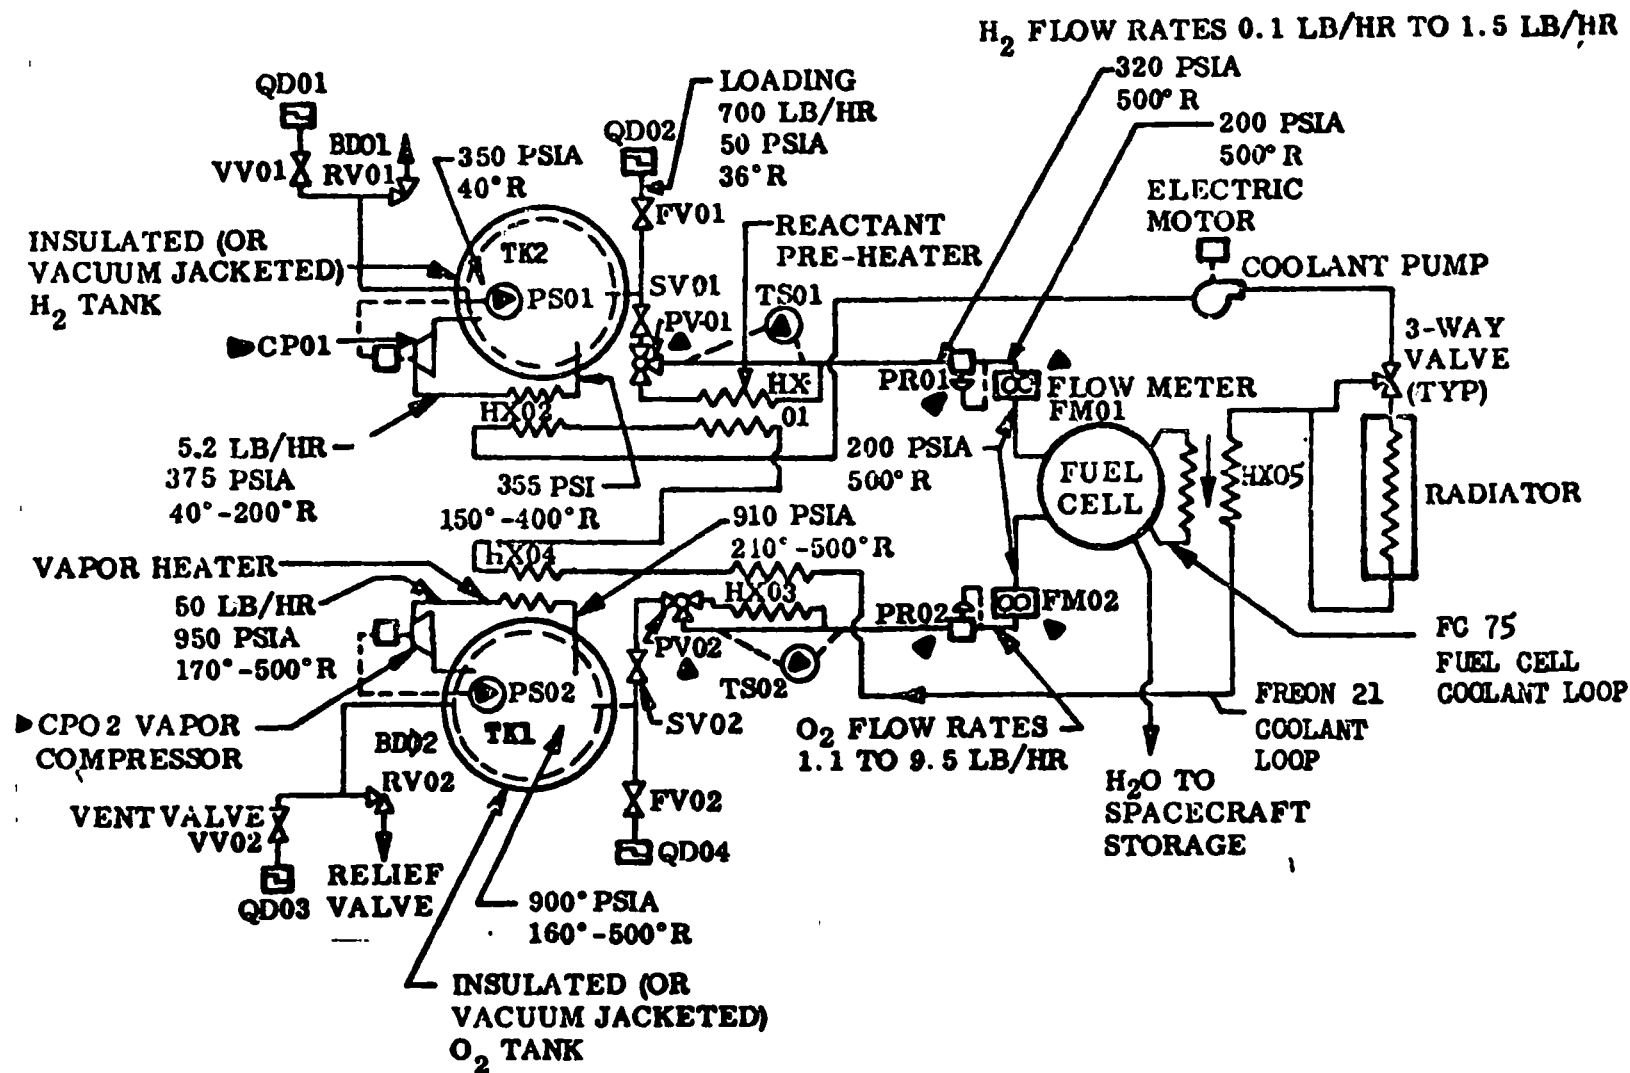 H2 FLOW RATES 0.1 LB/HR TO 1.5 LB/HR
320 PSIA
500°R
200 PSIA
500°R
QD01
VV01
BD01
RV01
350 PSIA
40°R
QD02
LOADING
700 LB/HR
50 PSIA
36°R
FV01
ELECTRIC
MOTOR
COOLANT PUMP
INSULATED (OR
VACUUM JACKETED)
H2 TANK
TK2
PS01
REACTANT
PRE-HEATER
SV01
PV01
TS01
3-WAY
VALVE
(TYP)
CP01
PR01
FLOW METER
FM01
HX02
HX
01
5.2 LB/HR
375 PSIA
40°-200°R
355 PSI
150°-400°R
200 PSIA
500°R
FUEL
CELL
HX05
RADIATOR
910 PSIA
210°-500°R
HX04
VAPOR HEATER
50 LB/HR
950 PSIA
170°-500°R
HX03
PR02
FM02
PV02
TS02
FC 75
FUEL CELL
COOLANT LOOP
PS02
TK1
SV02
CPO2 VAPOR
COMPRESSOR
BD02
RV02
O2 FLOW RATES
1.1 TO 9.5 LB/HR
FREON 21
COOLANT
LOOP
H2O TO
SPACECRAFT
STORAGE
VENT VALVE
VV02
FV02
QD04
QD03
RELIEF
VALVE
900° PSIA
160°-500°R
INSULATED (OR
VACUUM JACKETED)
O2 TANK